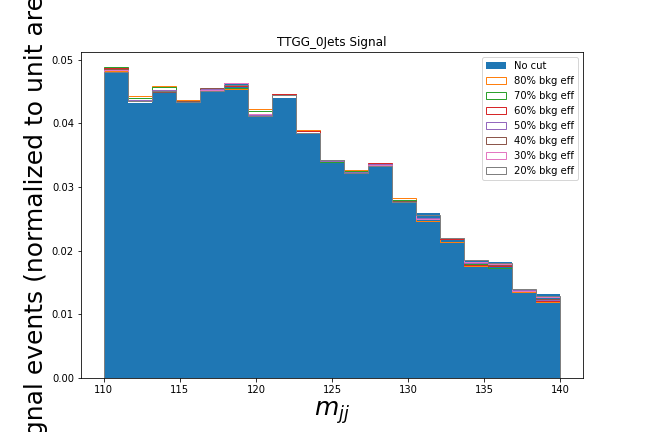 TTGG_0Jets Signal
gnal events (normalized to unit are
0.05
0.04
0.03
0.02
0.01
0.00
No cut
80% bkg eff
70% bkg eff
60% bkg eff
50% bkg eff
40% bkg eff
30% bkg eff
20% bkg eff
110 115 120 125 130 135 140
m_{jj}